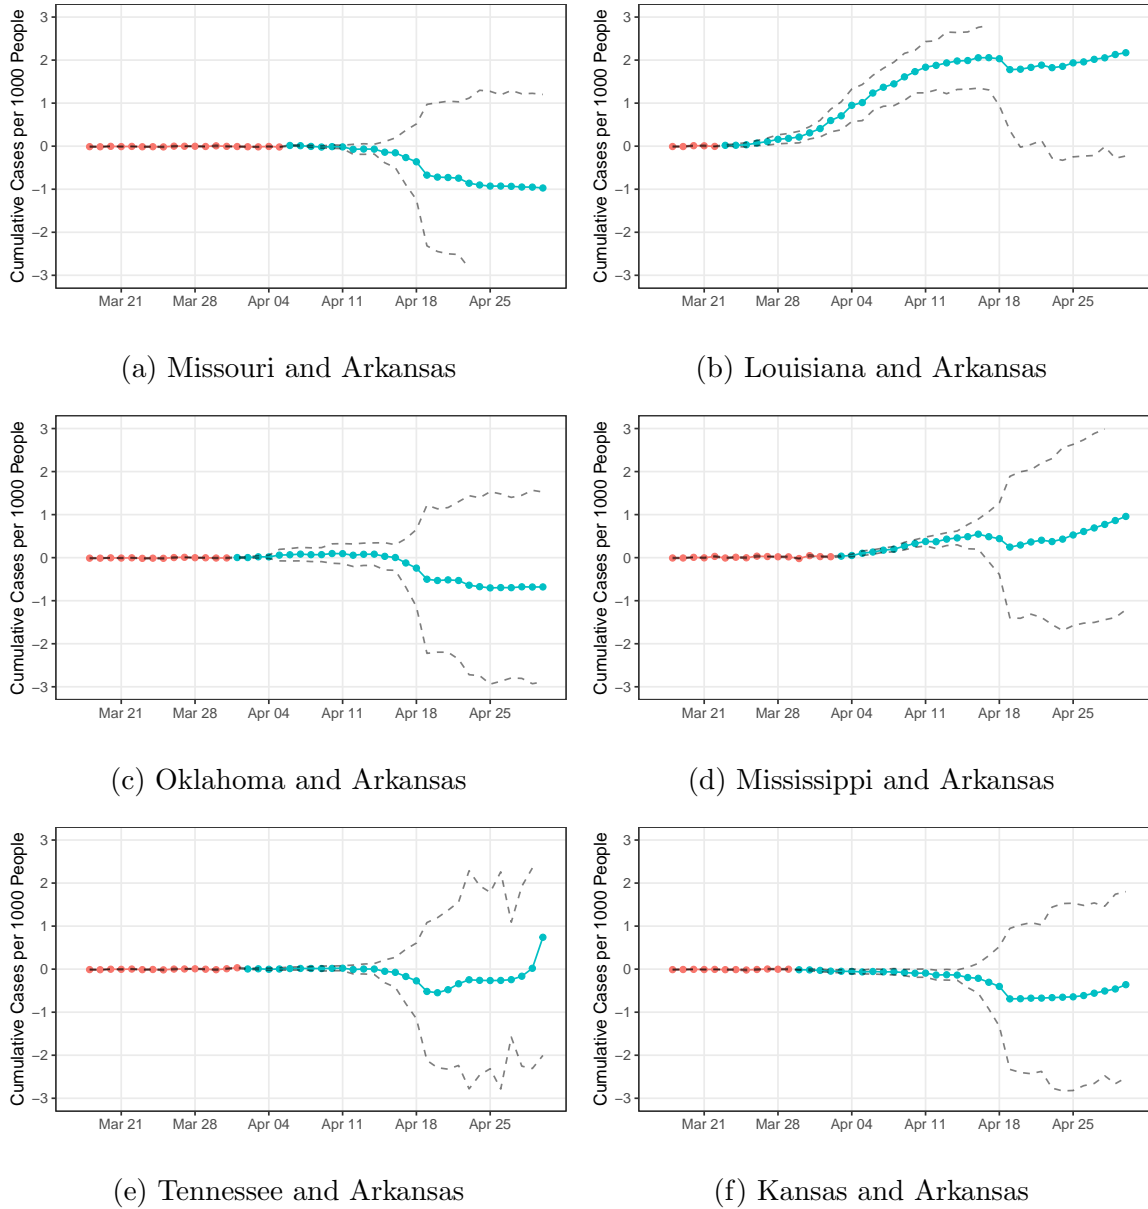 Cumulative Cases per 1000 People
3
2
1
0
−1
−2
−3
Mar 21 Mar 28 Apr 04 Apr 11 Apr 18 Apr 25
(a) Missouri and Arkansas
Cumulative Cases per 1000 People
3
2
1
0
−1
−2
−3
Mar 21 Mar 28 Apr 04 Apr 11 Apr 18 Apr 25
(b) Louisiana and Arkansas
Cumulative Cases per 1000 People
3
2
1
0
−1
−2
−3
Mar 21 Mar 28 Apr 04 Apr 11 Apr 18 Apr 25
(c) Oklahoma and Arkansas
Cumulative Cases per 1000 People
3
2
1
0
−1
−2
−3
Mar 21 Mar 28 Apr 04 Apr 11 Apr 18 Apr 25
(d) Mississippi and Arkansas
Cumulative Cases per 1000 People
3
2
1
0
−1
−2
−3
Mar 21 Mar 28 Apr 04 Apr 11 Apr 18 Apr 25
(e) Tennessee and Arkansas
Cumulative Cases per 1000 People
3
2
1
0
−1
−2
−3
Mar 21 Mar 28 Apr 04 Apr 11 Apr 18 Apr 25
(f) Kansas and Arkansas